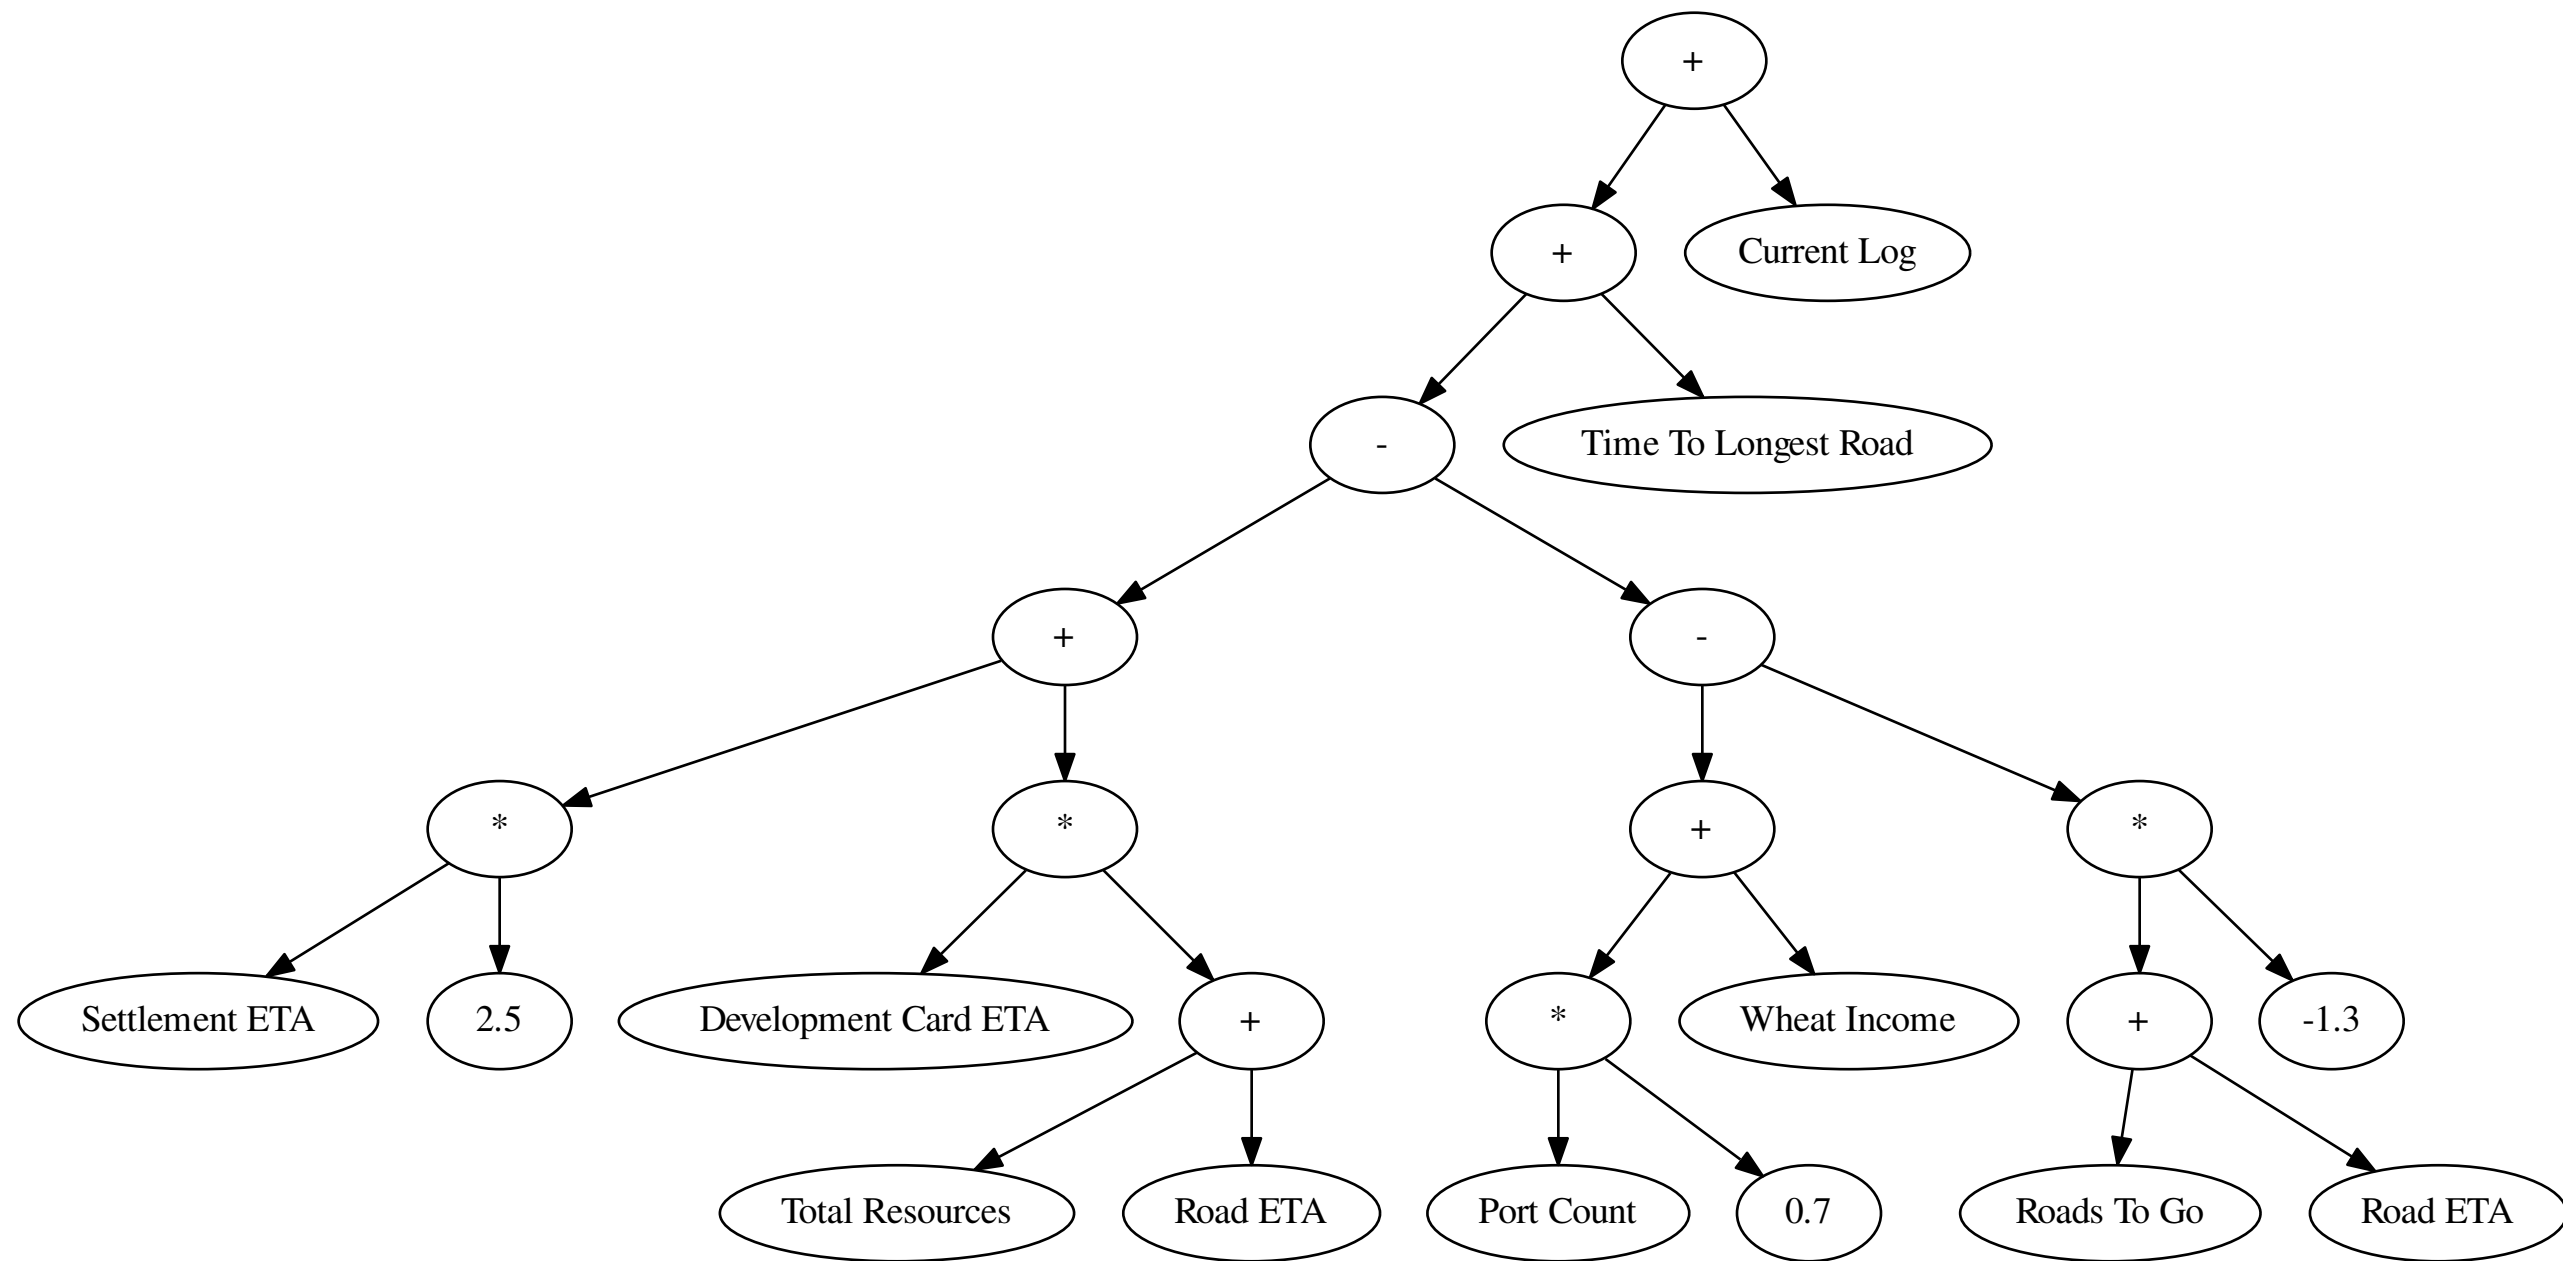 +
+
Current Log
-
Time To Longest Road
+
-
*
*
+
*
Settlement ETA
2.5
Development Card ETA
+
*
Wheat Income
+
-1.3
Total Resources
Road ETA
Port Count
0.7
Roads To Go
Road ETA